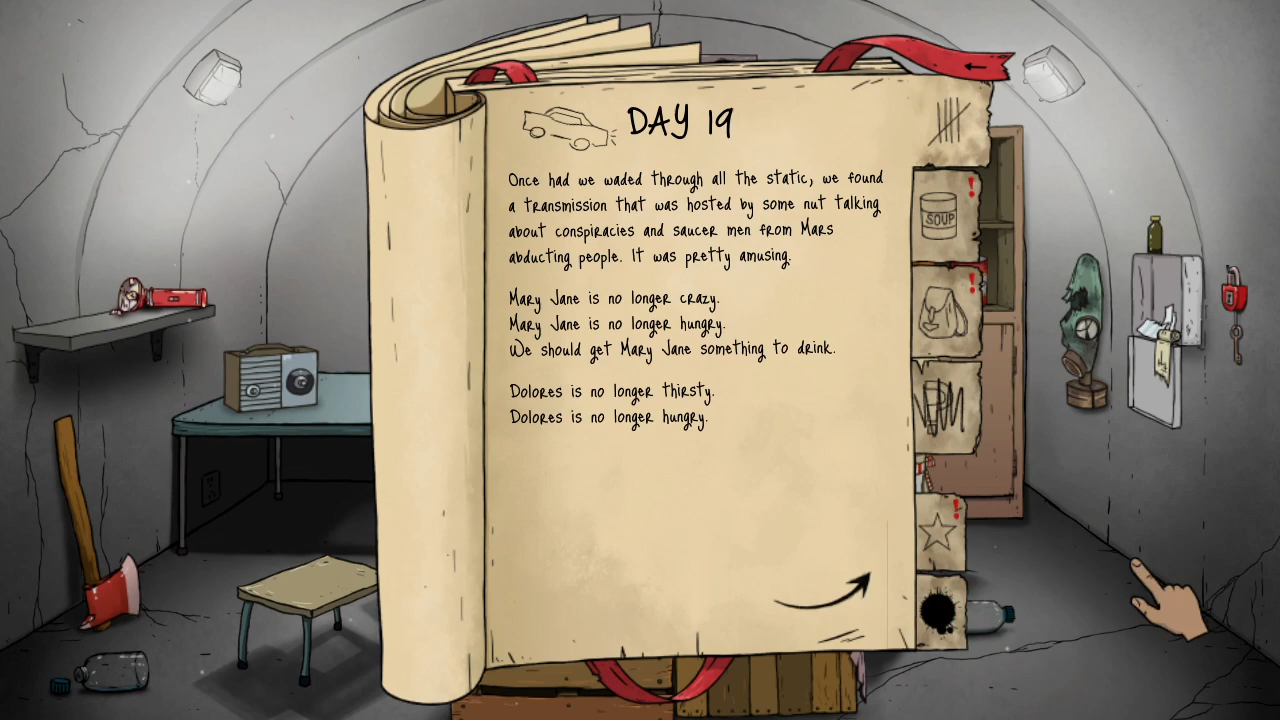 DAY 19
Once had we waded through all the static, we found
a transmission that was hosted by some nut talking
about conspiracies and saucer men from Mars
abducting people. It was pretty amusing.
Mary Jane is no longer crazy.
Mary Jane is no longer hungry.
We should get Mary Jane something to drink.
Dolores is no longer thirsty.
Dolores is no longer hungry.
!
SOUP
!
!